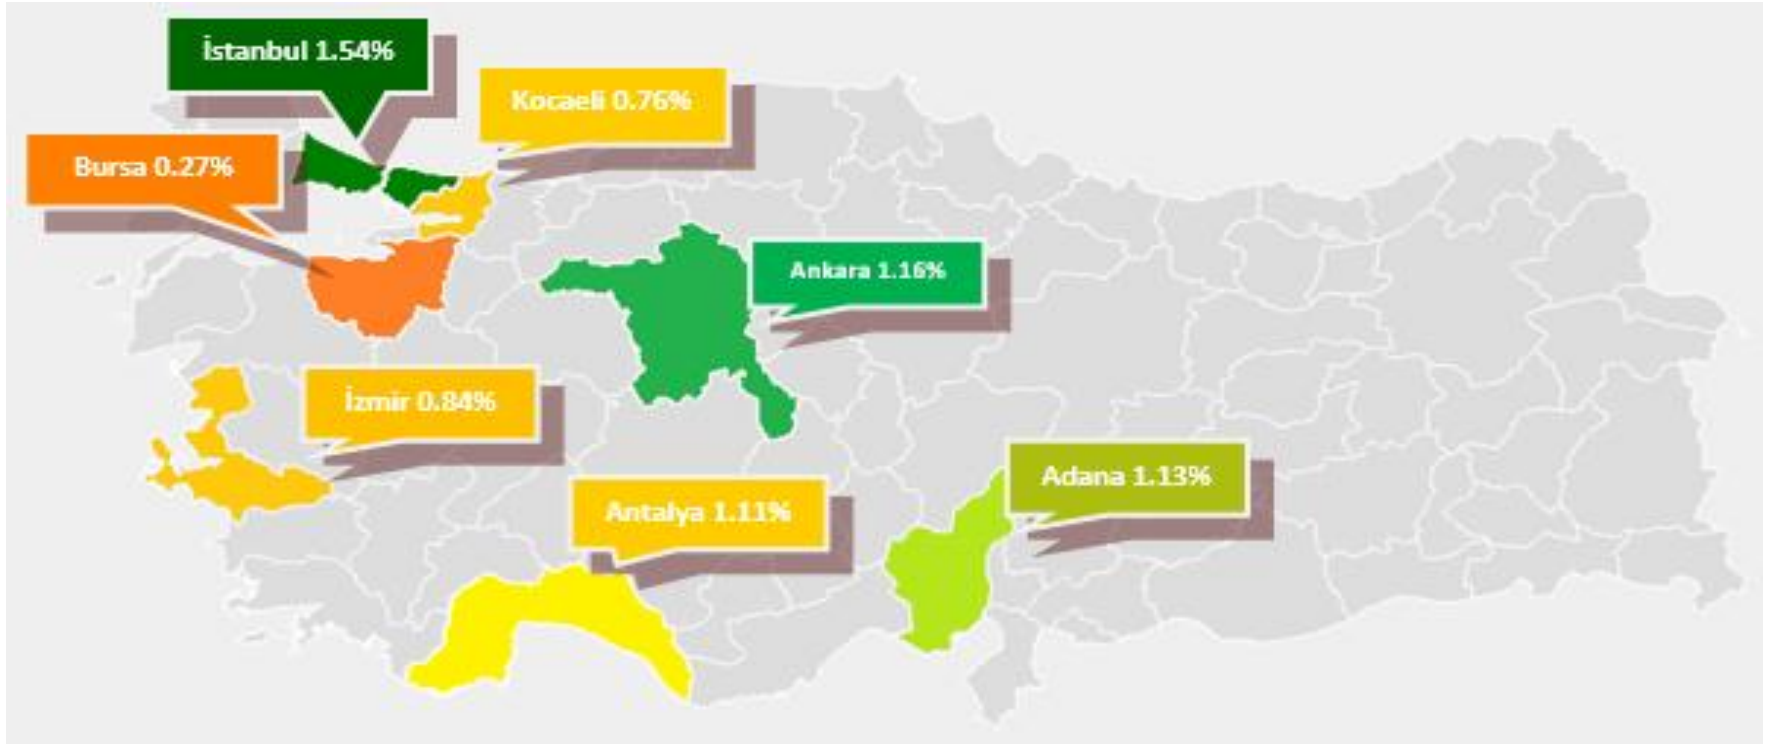 İstanbul 1.54%
Kocaeli 0.76%
Bursa 0.27%
Ankara 1.16%
İzmir 0.84%
Adana 1.13%
Antalya 1.11%